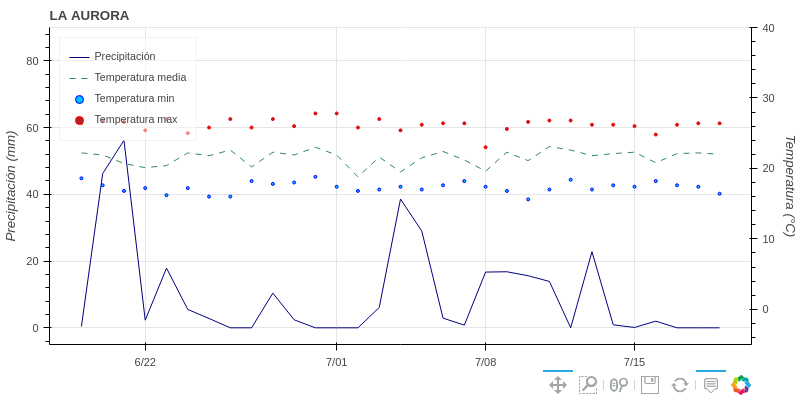 LA AURORA
Precipitación
Temperatura media
Temperatura min
Temperatura max
Precipitación (mm)
80
60
40
20
0
Temperatura (°C)
40
30
20
10
0
6/22
7/01
7/08
7/15